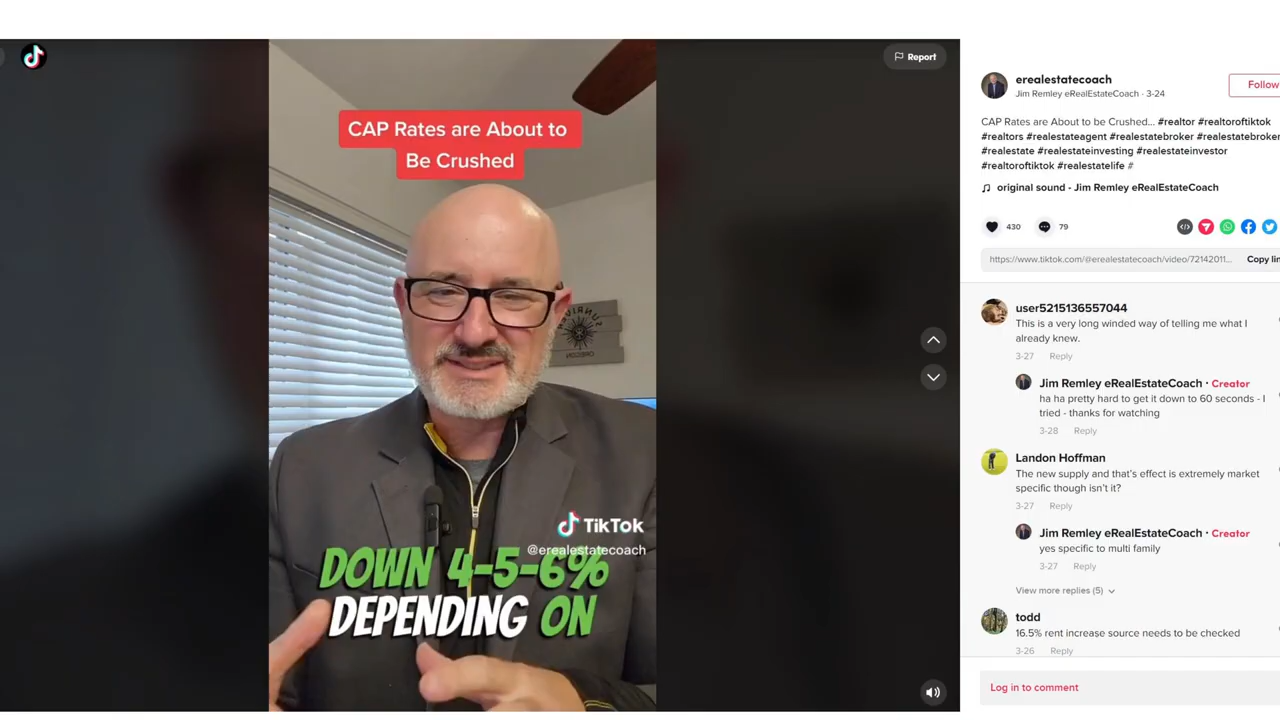 Report
CAP Rates are About to
Be Crushed
TikTok
@erealestatecoach
DOWN 4-5-6%
DEPENDING ON
erealestatecoach
Jim Remley eRealEstateCoach · 3-24
Follow
CAP Rates are About to be Crushed... #realtor #realtoroftiktok
#realtors #realestateagent #realestatebroker #realestatebroker
#realestate #realestateinvesting #realestateinvestor
#realtoroftiktok #realestatelife #
original sound - Jim Remley eRealEstateCoach
430
79
https://www.tiktok.com/@erealestatecoach/video/72142011...
Copy lin
user5215136557044
This is a very long winded way of telling me what I
already knew.
3-27 Reply
Jim Remley eRealEstateCoach · Creator
ha ha pretty hard to get it down to 60 seconds - I
tried - thanks for watching
3-28 Reply
Landon Hoffman
The new supply and that's effect is extremely market
specific though isn't it?
3-27 Reply
Jim Remley eRealEstateCoach · Creator
yes specific to multi family
3-27 Reply
View more replies (5)
todd
16.5% rent increase source needs to be checked
3-26 Reply
Log in to comment